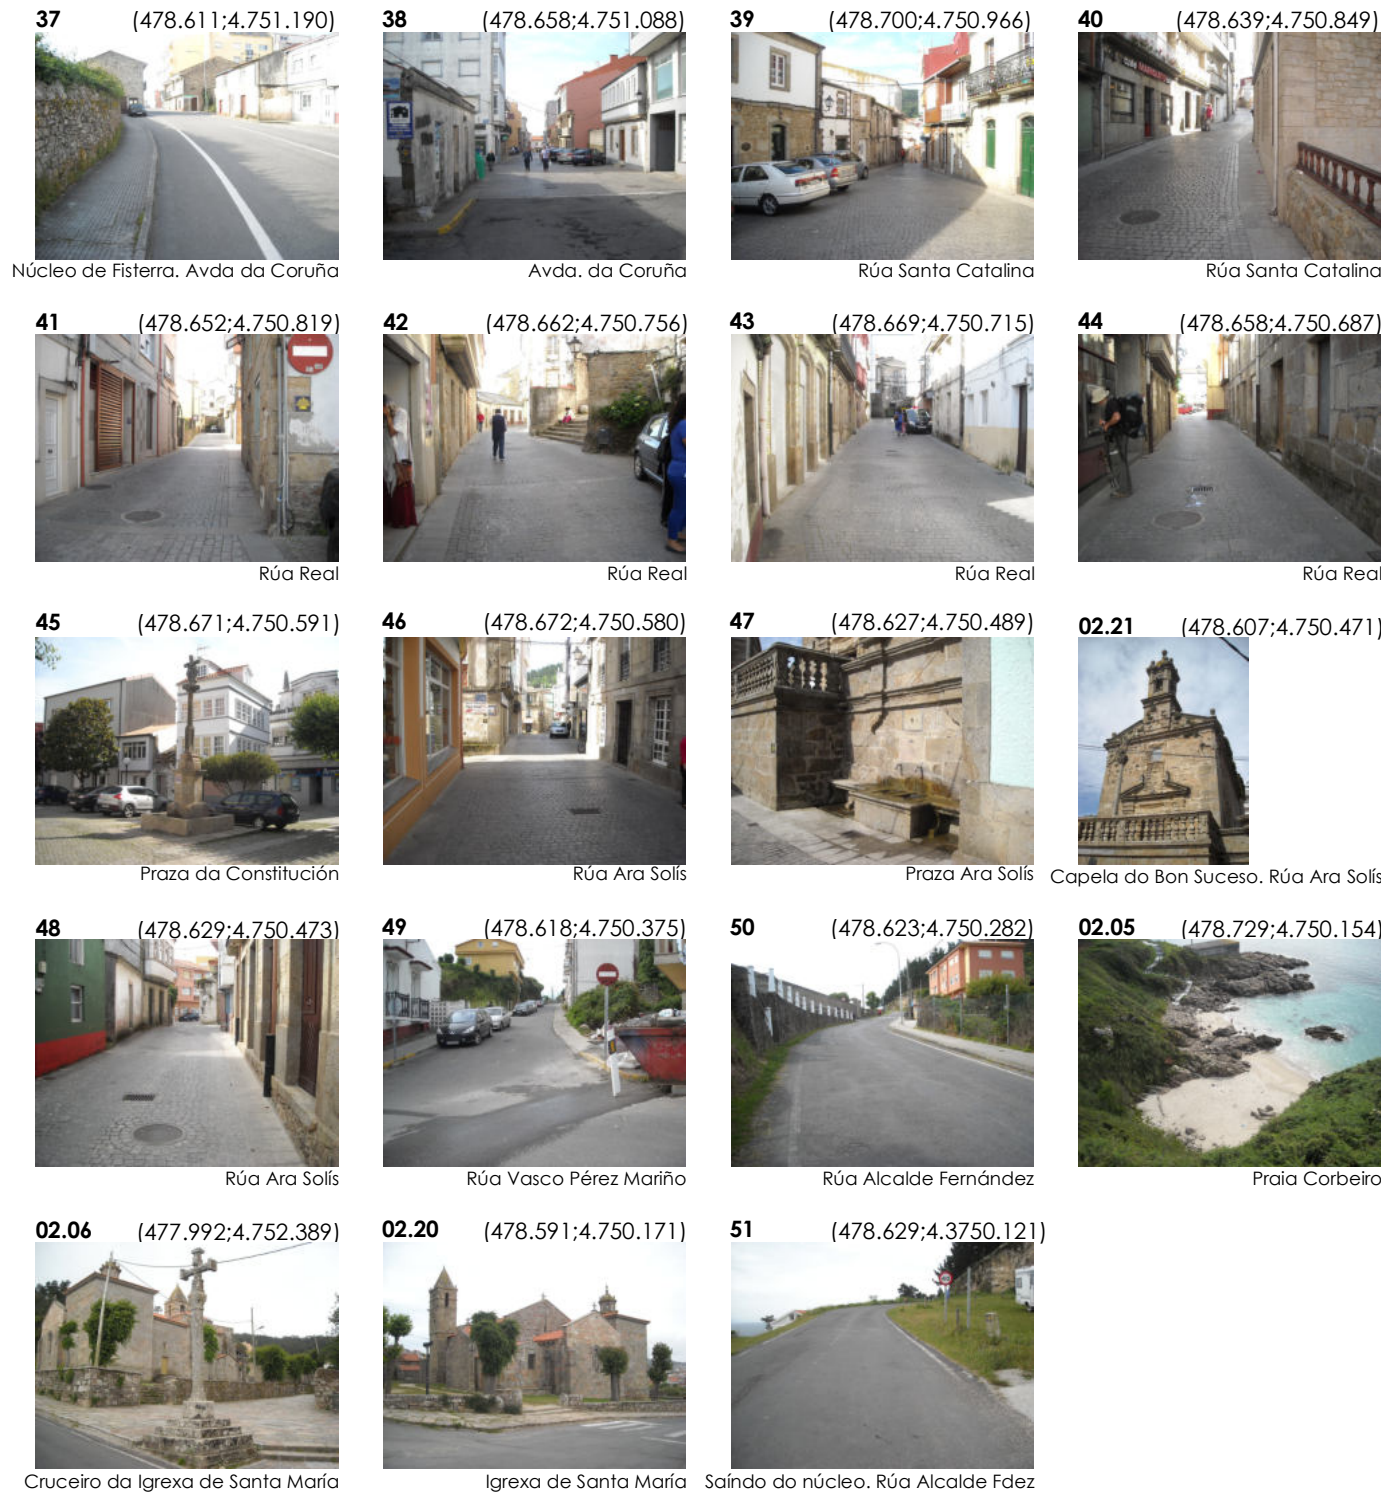 37 (478.611;4.751.190)
38 (478.658;4.751.088)
39 (478.700;4.750.966)
40 (478.639;4.750.849)
Núcleo de Fisterra. Avda da Coruña
Avda. da Coruña
Rúa Santa Catalina
Rúa Santa Catalina
41 (478.652;4.750.819)
42 (478.662;4.750.756)
43 (478.669;4.750.715)
44 (478.658;4.750.687)
Rúa Real
Rúa Real
Rúa Real
Rúa Real
45 (478.671;4.750.591)
46 (478.672;4.750.580)
47 (478.627;4.750.489)
02.21 (478.607;4.750.471)
Praza da Constitución
Rúa Ara Solís
Praza Ara Solís
Capela do Bon Suceso. Rúa Ara Solís
48 (478.629;4.750.473)
49 (478.618;4.750.375)
50 (478.623;4.750.282)
02.05 (478.729;4.750.154)
Rúa Ara Solís
Rúa Vasco Pérez Mariño
Rúa Alcalde Fernández
Praia Corbeiro
02.06 (477.992;4.752.389)
02.20 (478.591;4.750.171)
51 (478.629;4.3750.121)
Cruceiro da Igrexa de Santa María
Igrexa de Santa María
Saíndo do núcleo. Rúa Alcalde Fdez